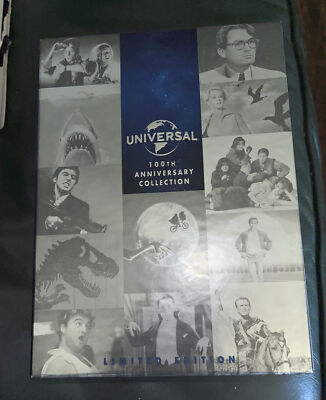 UNIVERSAL
100TH
ANNIVERSARY
COLLECTION
LIMITED EDITION